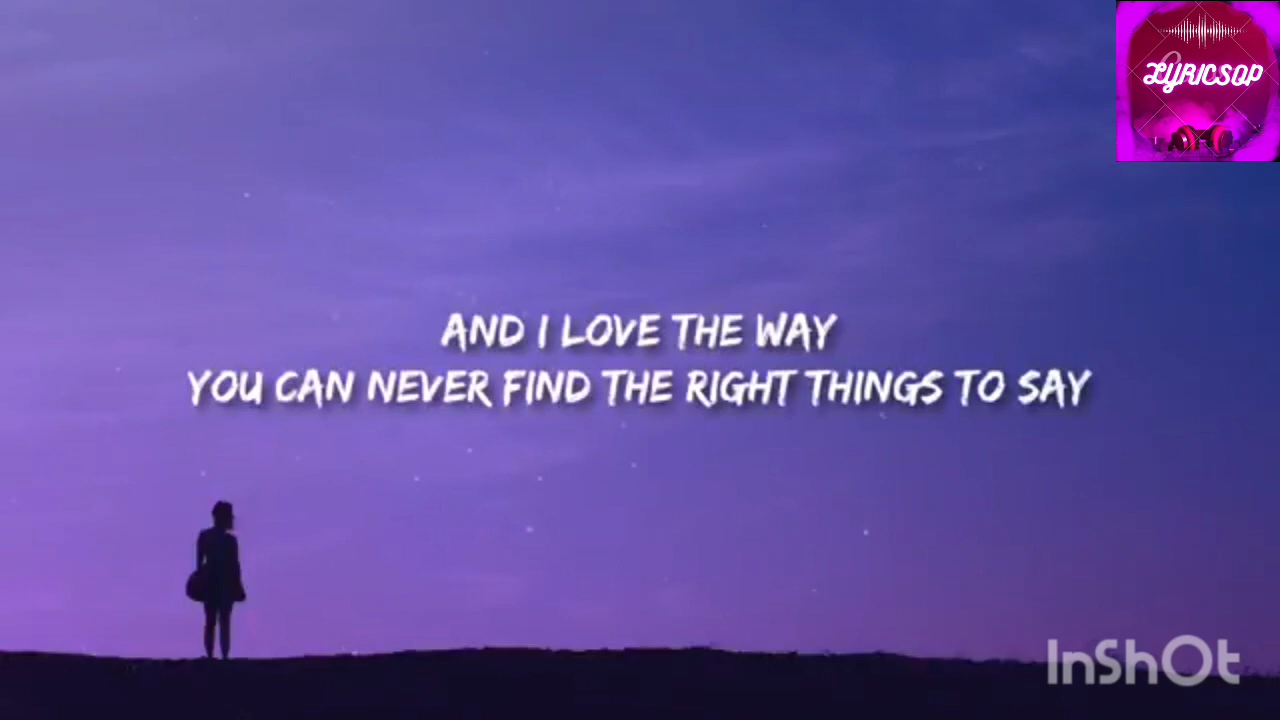 LYRICSOP
AND I LOVE THE WAY
YOU CAN NEVER FIND THE RIGHT THINGS TO SAY
InShOt